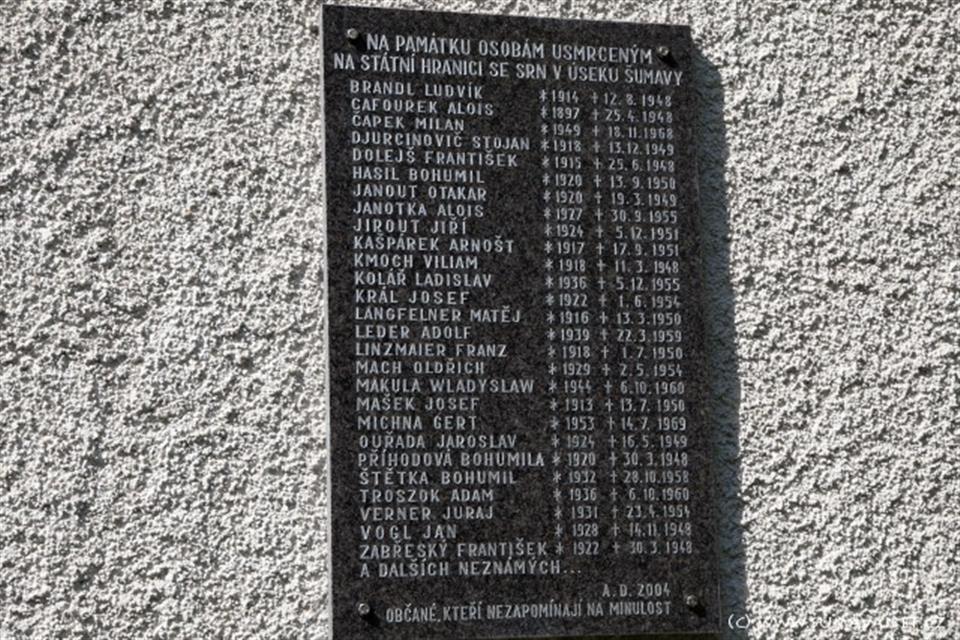 NA PAMÁTKU OSOBÁM USMRCENÝM
NA STÁTNÍ HRANICI SE SRN V ÚSEKU ŠUMAVY
BRANDL LUDVÍK * 1914 † 12. 8. 1948
ČAFOUREK ALOIS * 1897 † 25. 4. 1948
ČAPEK MILAN * 1949 † 18. 11. 1968
DJURCINOVIČ STOJAN * 1918 † 13. 12. 1949
DOLEJŠ FRANTIŠEK * 1915 † 25. 6. 1948
HASIL BOHUMIL * 1920 † 13. 9. 1950
JANOUT OTAKAR * 1920 † 19. 3. 1949
JANOTKA ALOIS * 1927 † 30. 9. 1955
JIROUT JIŘÍ * 1924 † 5. 12. 1951
KAŠPÁREK ARNOŠT * 1917 † 17. 9. 1951
KMOCH VILIAM * 1918 † 11. 3. 1948
KOLÁŘ LADISLAV * 1936 † 5. 12. 1955
KRÁL JOSEF * 1922 † 1. 6. 1954
LANGFELNER MATĚJ * 1916 † 13. 3. 1950
LEDER ADOLF * 1939 † 22. 3. 1959
LINZMAIER FRANZ * 1918 † 1. 7. 1950
MACH OLDŘICH * 1929 † 2. 5. 1954
MAKULA WLADYSLAW * 1944 † 6. 10. 1960
MAŠEK JOSEF * 1913 † 13. 7. 1950
MICHNA GERT * 1953 † 14. 7. 1969
OUŘADA JAROSLAV * 1924 † 16. 5. 1949
PŘÍHODOVÁ BOHUMILA * 1920 † 30. 3. 1948
ŠTĚTKA BOHUMIL * 1932 † 28. 10. 1958
TROSZOK ADAM * 1936 † 6. 10. 1960
VERNER JURAJ * 1931 † 23. 4. 1954
VOGL JAN * 1928 † 14. 11. 1948
ZÁBŘESKÝ FRANTIŠEK * 1922 † 30. 3. 1948
A DALŠÍCH NEZNÁMÝCH...
A. D. 2004
OBČANÉ, KTEŘÍ NEZAPOMÍNAJÍ NA MINULOST